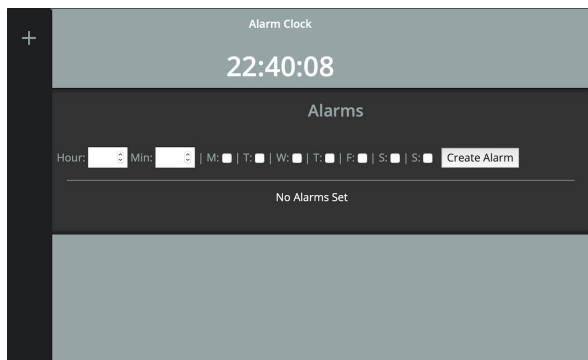 +
Alarm Clock
22:40:08
Alarms
Hour: Min: | M: | T: | W: | T: | F: | S: | S: Create Alarm
No Alarms Set